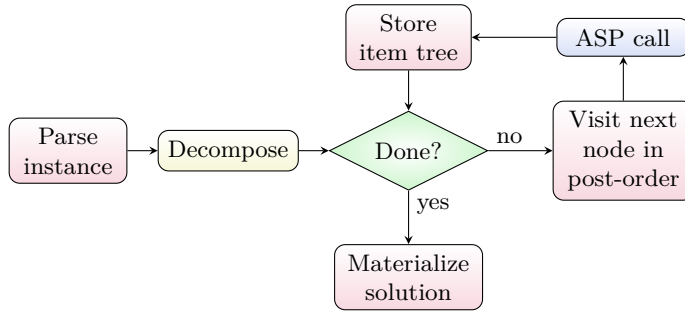 Store
item tree
ASP call
Parse
instance
Decompose
Done?
no
Visit next
node in
post-order
yes
Materialize
solution